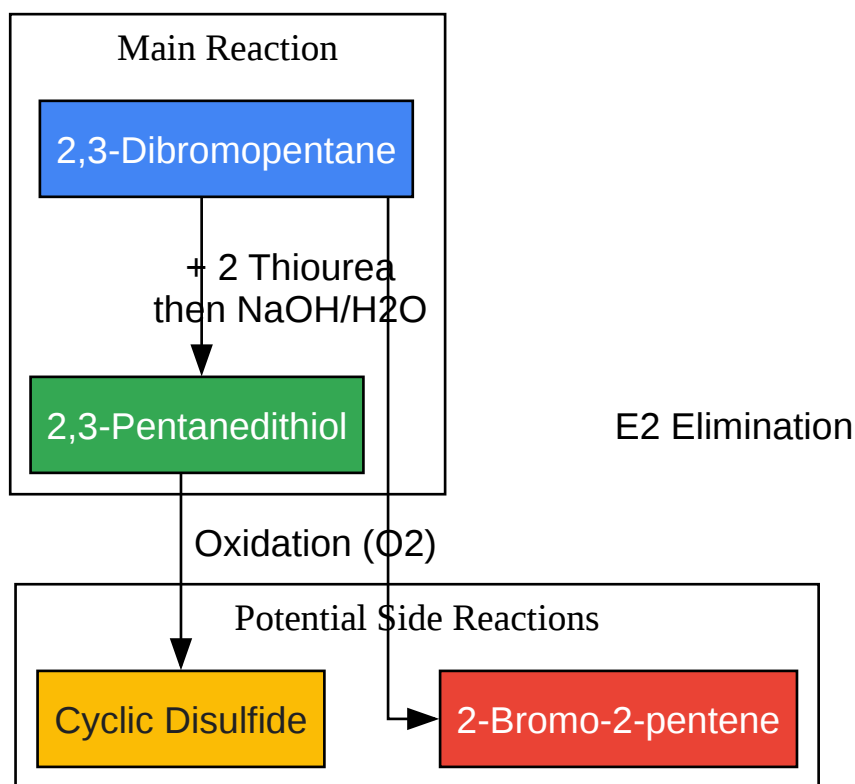 Main Reaction
2,3-Dibromopentane
+ 2 Thiourea
then NaOH/H2O
2,3-Pentanedithiol
E2 Elimination
Oxidation (O2)
Potential Side Reactions
Cyclic Disulfide
2-Bromo-2-pentene